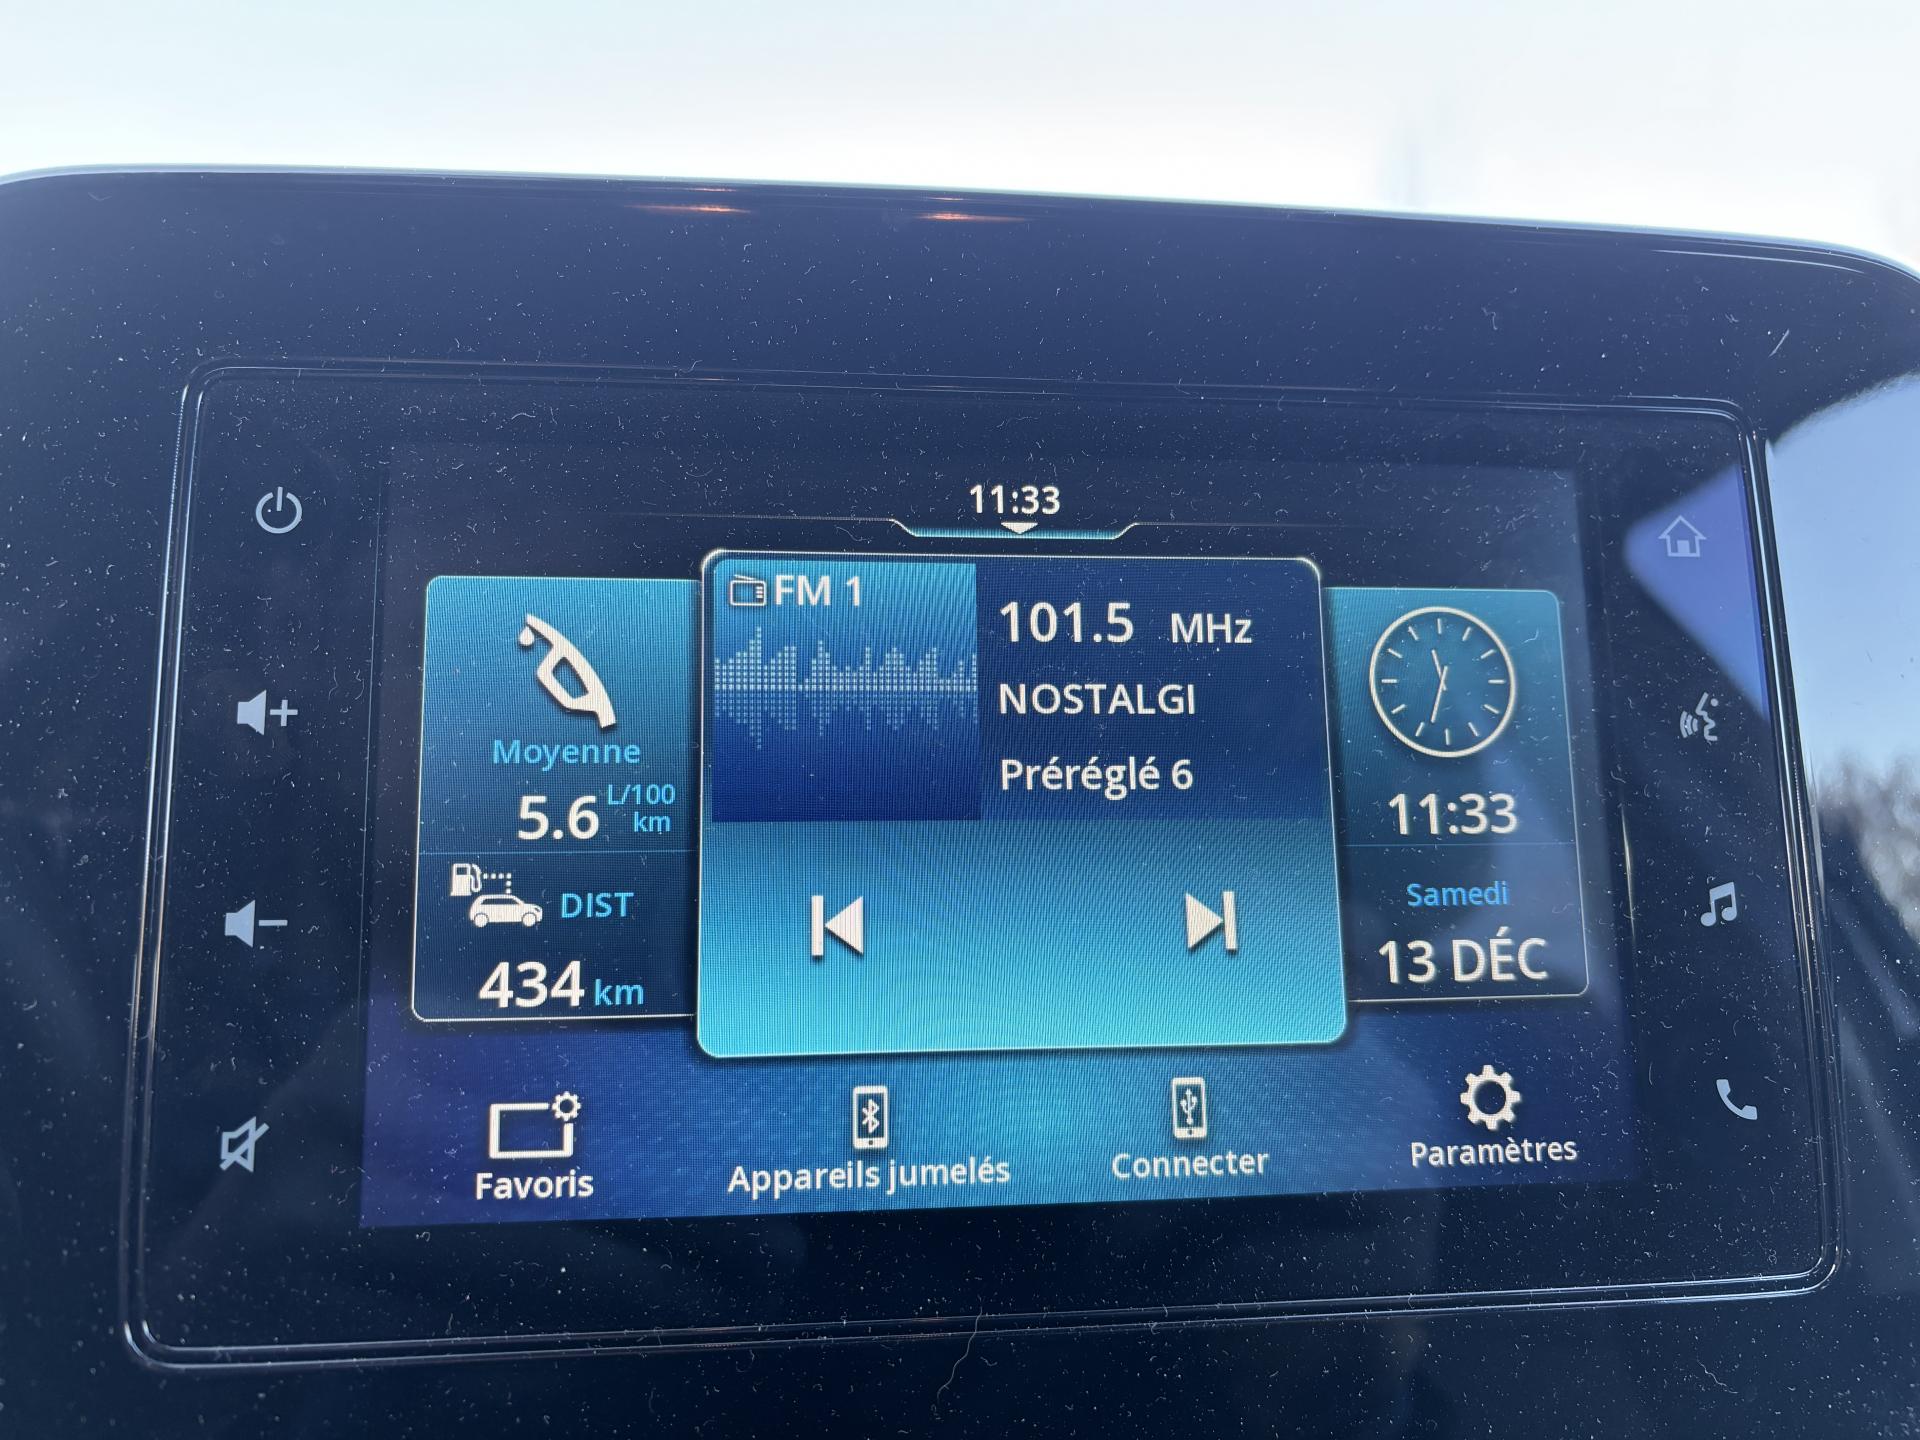 11:33
Moyenne
5.6 L/100 km
DIST
434 km
FM 1
101.5 MHz
NOSTALGI
Préréglé 6
11:33
Samedi
13 DÉC
Favoris
Appareils jumelés
Connecter
Paramètres